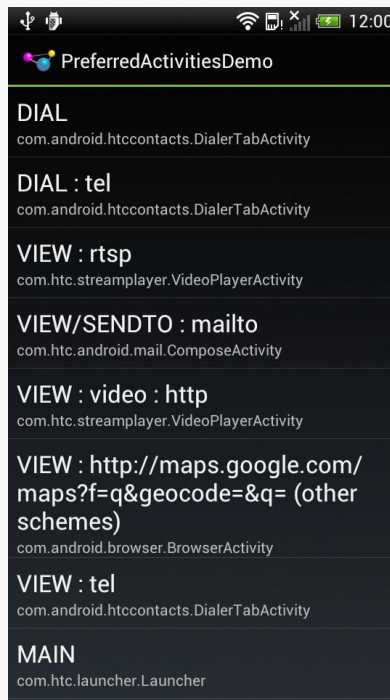 12:00
PreferredActivitiesDemo
DIAL
com.android.htccontacts.DialerTabActivity
DIAL : tel
com.android.htccontacts.DialerTabActivity
VIEW : rtsp
com.htc.streamplayer.VideoPlayerActivity
VIEW/SENDTO : mailto
com.htc.android.mail.ComposeActivity
VIEW : video : http
com.htc.streamplayer.VideoPlayerActivity
VIEW : http://maps.google.com/
maps?f=q&geocode=&q= (other
schemes)
com.android.browser.BrowserActivity
VIEW : tel
com.android.htccontacts.DialerTabActivity
MAIN
com.htc.launcher.Launcher